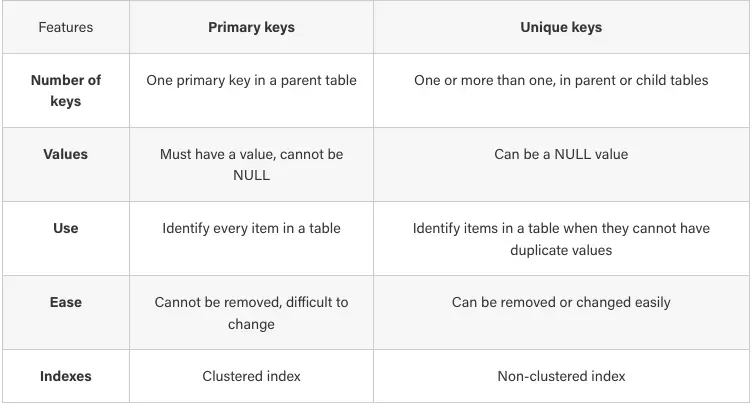 Features Primary keys Unique keys
Number of keys One primary key in a parent table One or more than one, in parent or child tables
Values Must have a value, cannot be NULL Can be a NULL value
Use Identify every item in a table Identify items in a table when they cannot have duplicate values
Ease Cannot be removed, difficult to change Can be removed or changed easily
Indexes Clustered index Non-clustered index